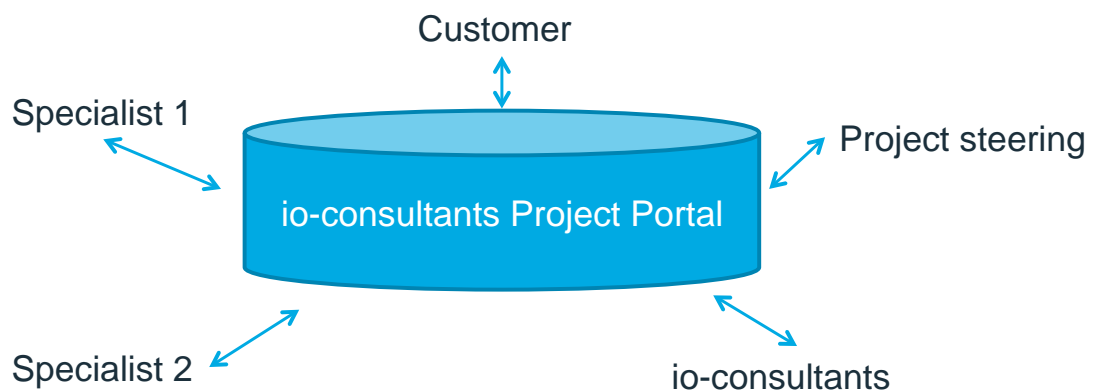 Customer
Specialist 1
Project steering
io-consultants Project Portal
Specialist 2
io-consultants